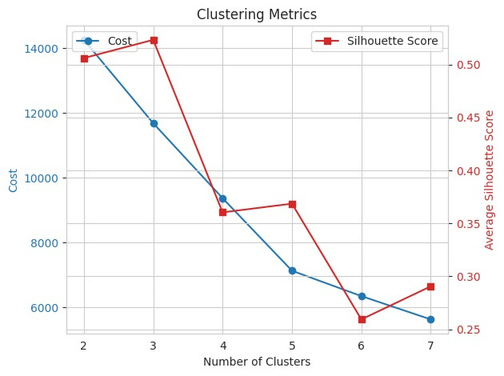 Clustering Metrics
Cost
Silhouette Score
14000
12000
10000
8000
6000
Cost
0.50
0.45
0.40
0.35
0.30
0.25
Average Silhouette Score
2 3 4 5 6 7
Number of Clusters